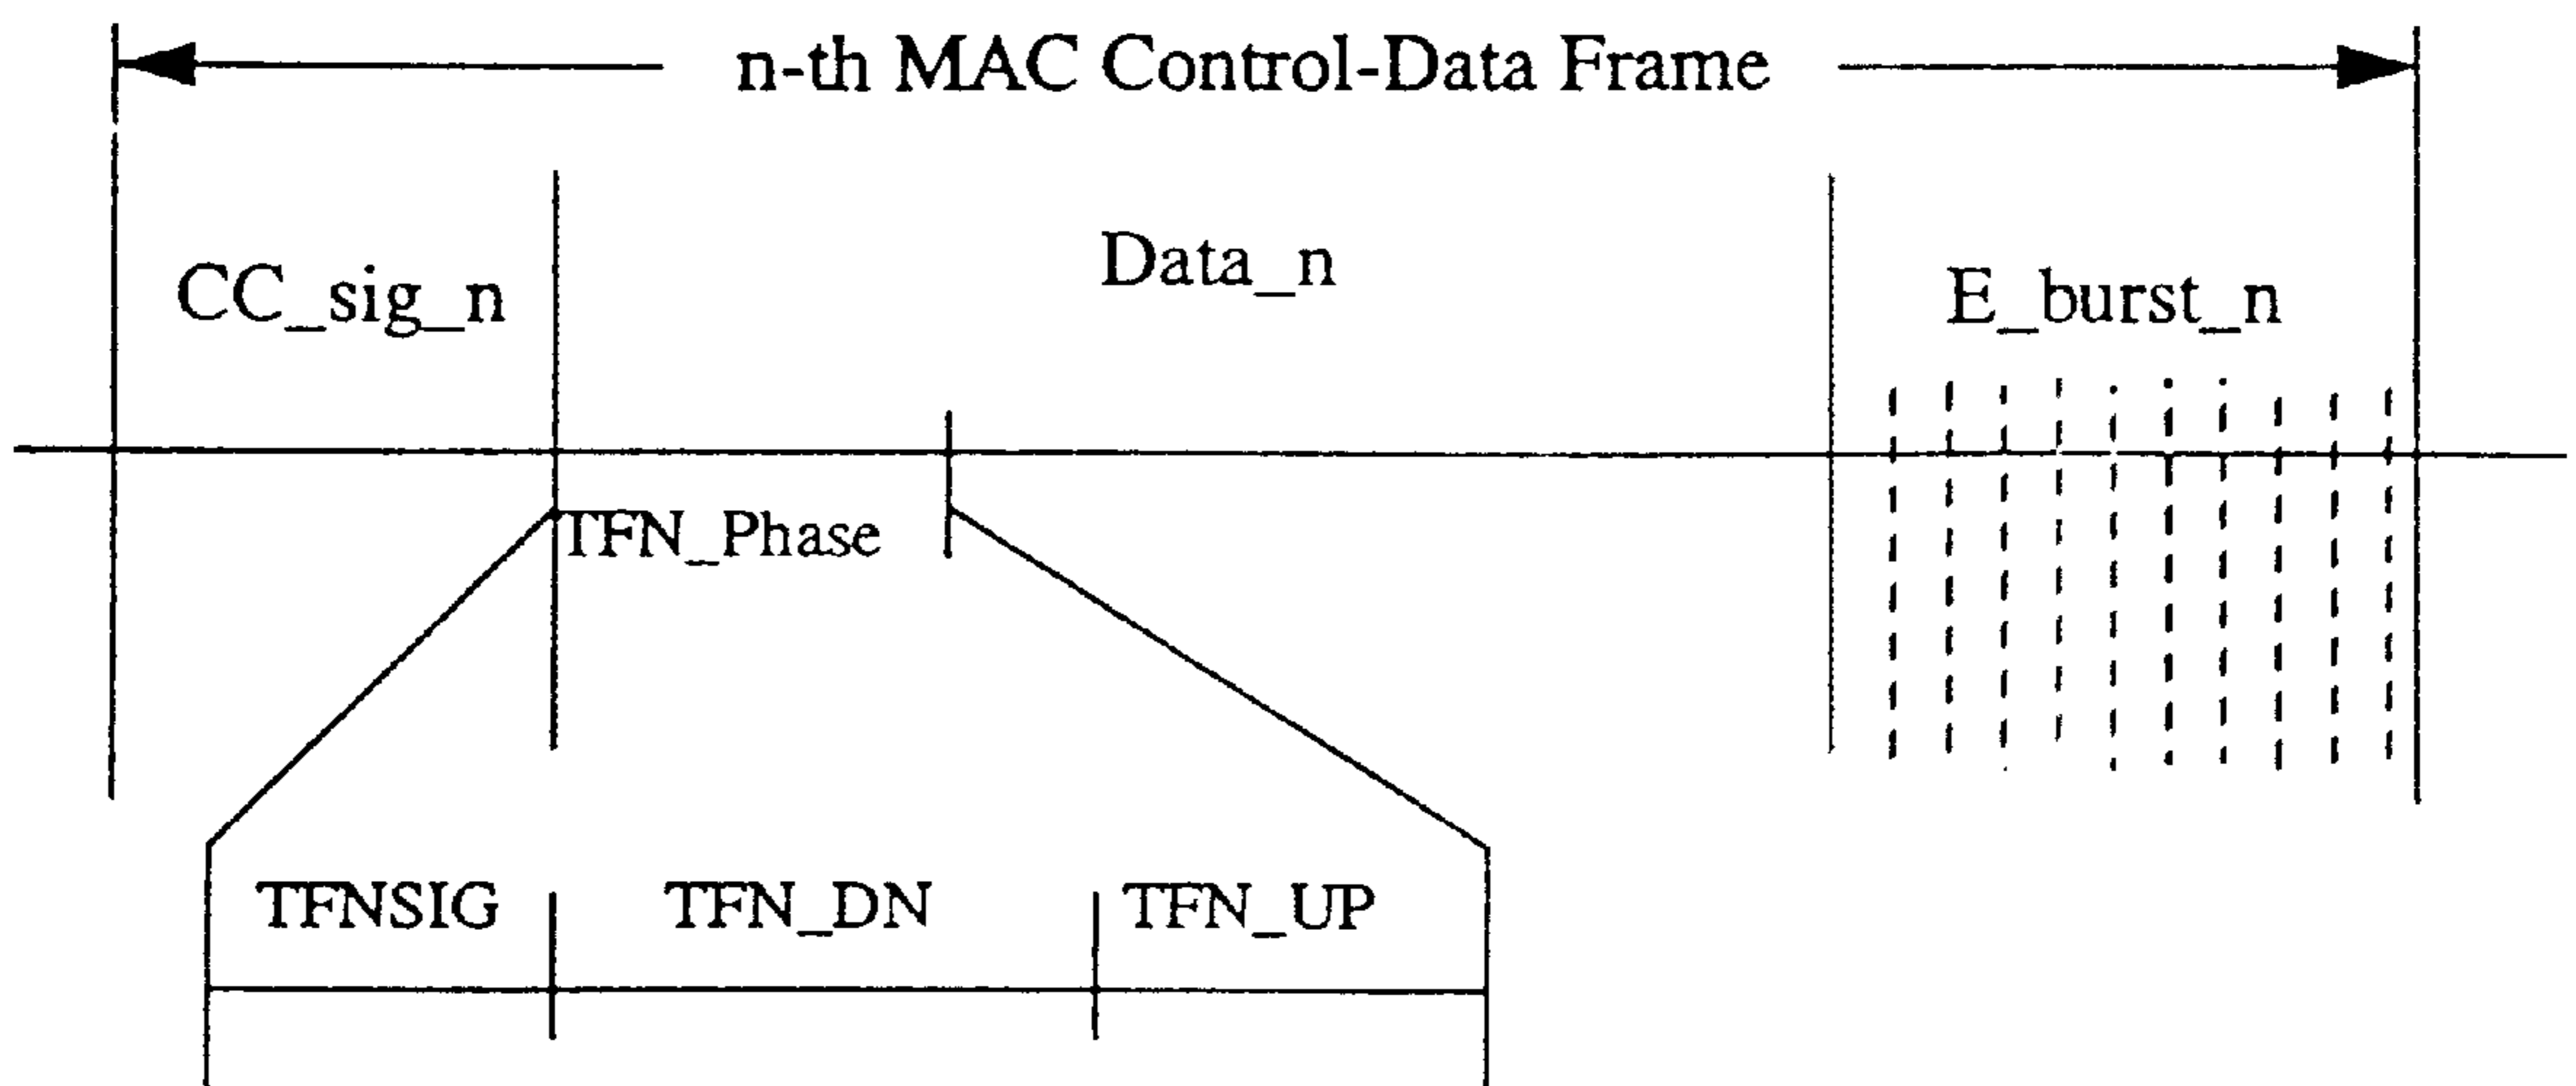 n-th MAC Control-Data Frame
CC_sig_n
Data_n
E_burst_n
TFN_Phase
TFNSIG
TFN_DN
TFN_UP